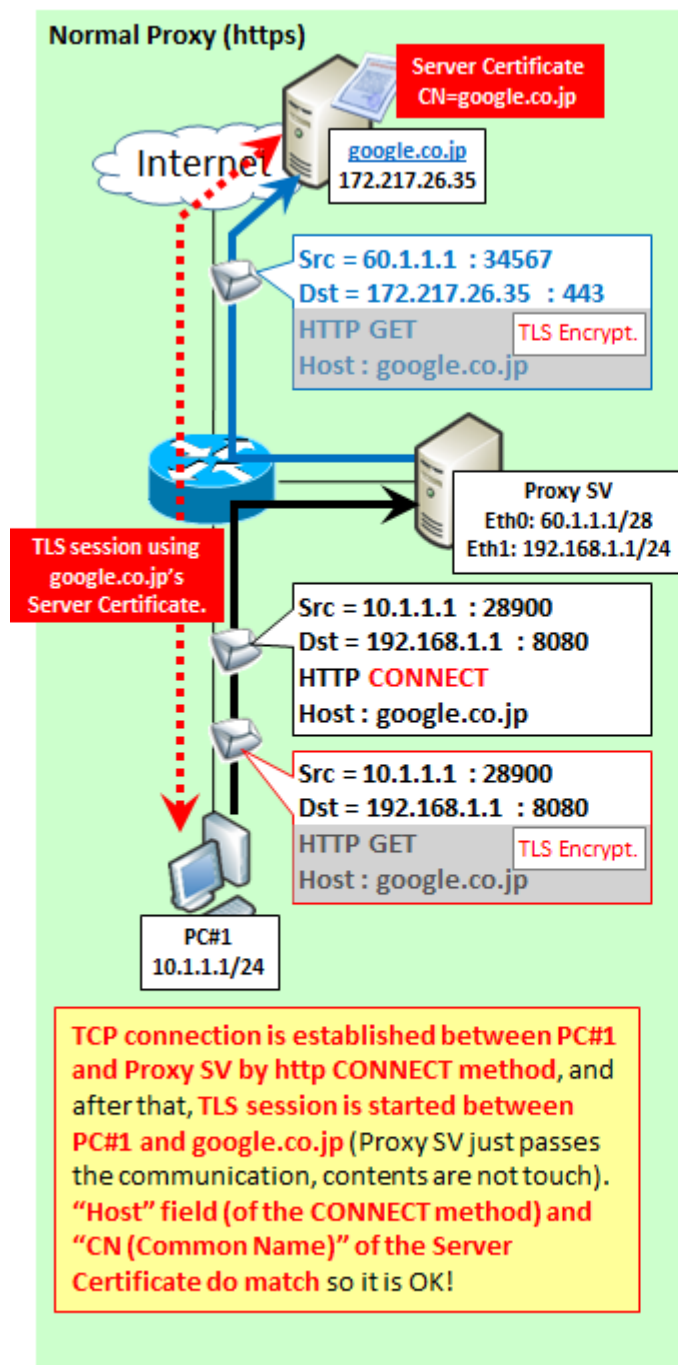 Normal Proxy (https)
Server Certificate
CN=google.co.jp
Internet
google.co.jp
172.217.26.35
Src = 60.1.1.1 : 34567
Dst = 172.217.26.35 : 443
HTTP GET
TLS Encrypt.
Host : google.co.jp
Proxy SV
Eth0: 60.1.1.1/28
Eth1: 192.168.1.1/24
TLS session using
google.co.jp's
Server Certificate.
Src = 10.1.1.1 : 28900
Dst = 192.168.1.1 : 8080
HTTP CONNECT
Host : google.co.jp
Src = 10.1.1.1 : 28900
Dst = 192.168.1.1 : 8080
HTTP GET
TLS Encrypt.
Host : google.co.jp
PC#1
10.1.1.1/24
TCP connection is established between PC#1
and Proxy SV by http CONNECT method, and
after that, TLS session is started between
PC#1 and google.co.jp (Proxy SV just passes
the communication, contents are not touch).
“Host” field (of the CONNECT method) and
“CN (Common Name)” of the Server
Certificate do match so it is OK!